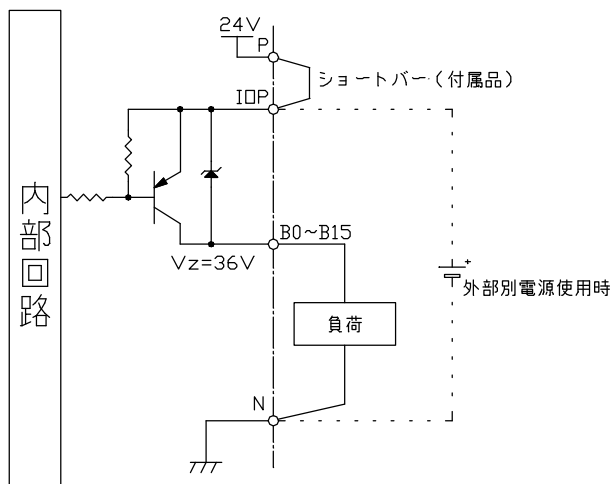 24V
P
ショートバー(付属品)
IOP
内部回路
B0~B15
Vz=36V
+
外部別電源使用時
負荷
N